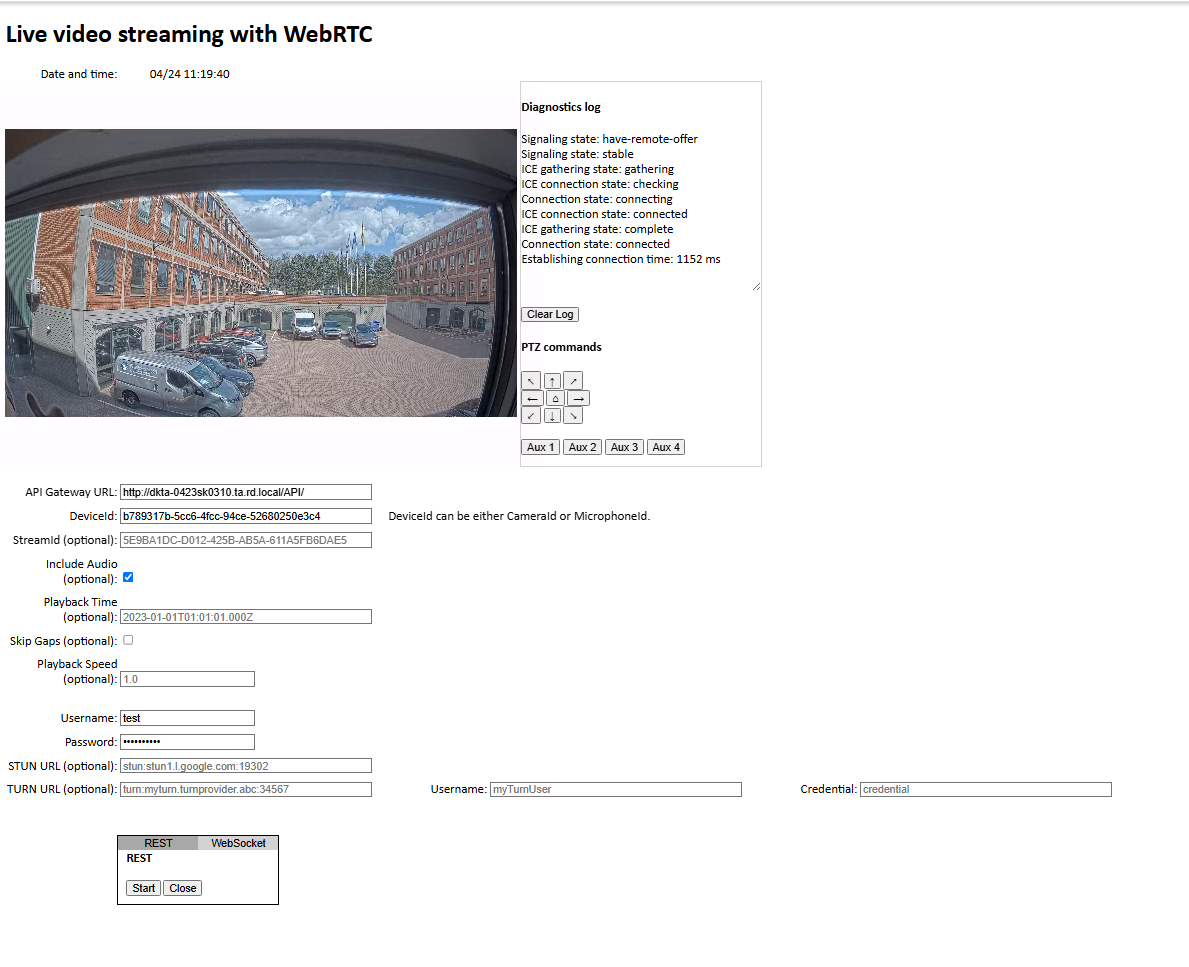 Live video streaming with WebRTC
Date and time: 04/24 11:19:40
Diagnostics log
Signaling state: have-remote-offer
Signaling state: stable
ICE gathering state: gathering
ICE connection state: checking
Connection state: connecting
ICE connection state: connected
ICE gathering state: complete
Connection state: connected
Establishing connection time: 1152 ms
Clear Log
PTZ commands
↖ ↑ ↗
← ⌂ →
↙ ↓ ↘
Aux 1 Aux 2 Aux 3 Aux 4
API Gateway URL: http://dkta-0423sk0310.ta.rd.local/API/
DeviceId: b789317b-5cc6-4fcc-94ce-52680250e3c4 DeviceId can be either CameraId or MicrophoneId.
StreamId (optional): 5E9BA1DC-D012-425B-AB5A-611A5FB6DAE5
Include Audio
(optional):
Playback Time
(optional): 2023-01-01T01:01:01.000Z
Skip Gaps (optional):
Playback Speed
(optional): 1.0
Username: test
Password: ••••••••••
STUN URL (optional): stun:stun1.l.google.com:19302
TURN URL (optional): turn:myturn.turnprovider.abc:34567 Username: myTurnUser Credential: credential
REST WebSocket
REST
Start Close